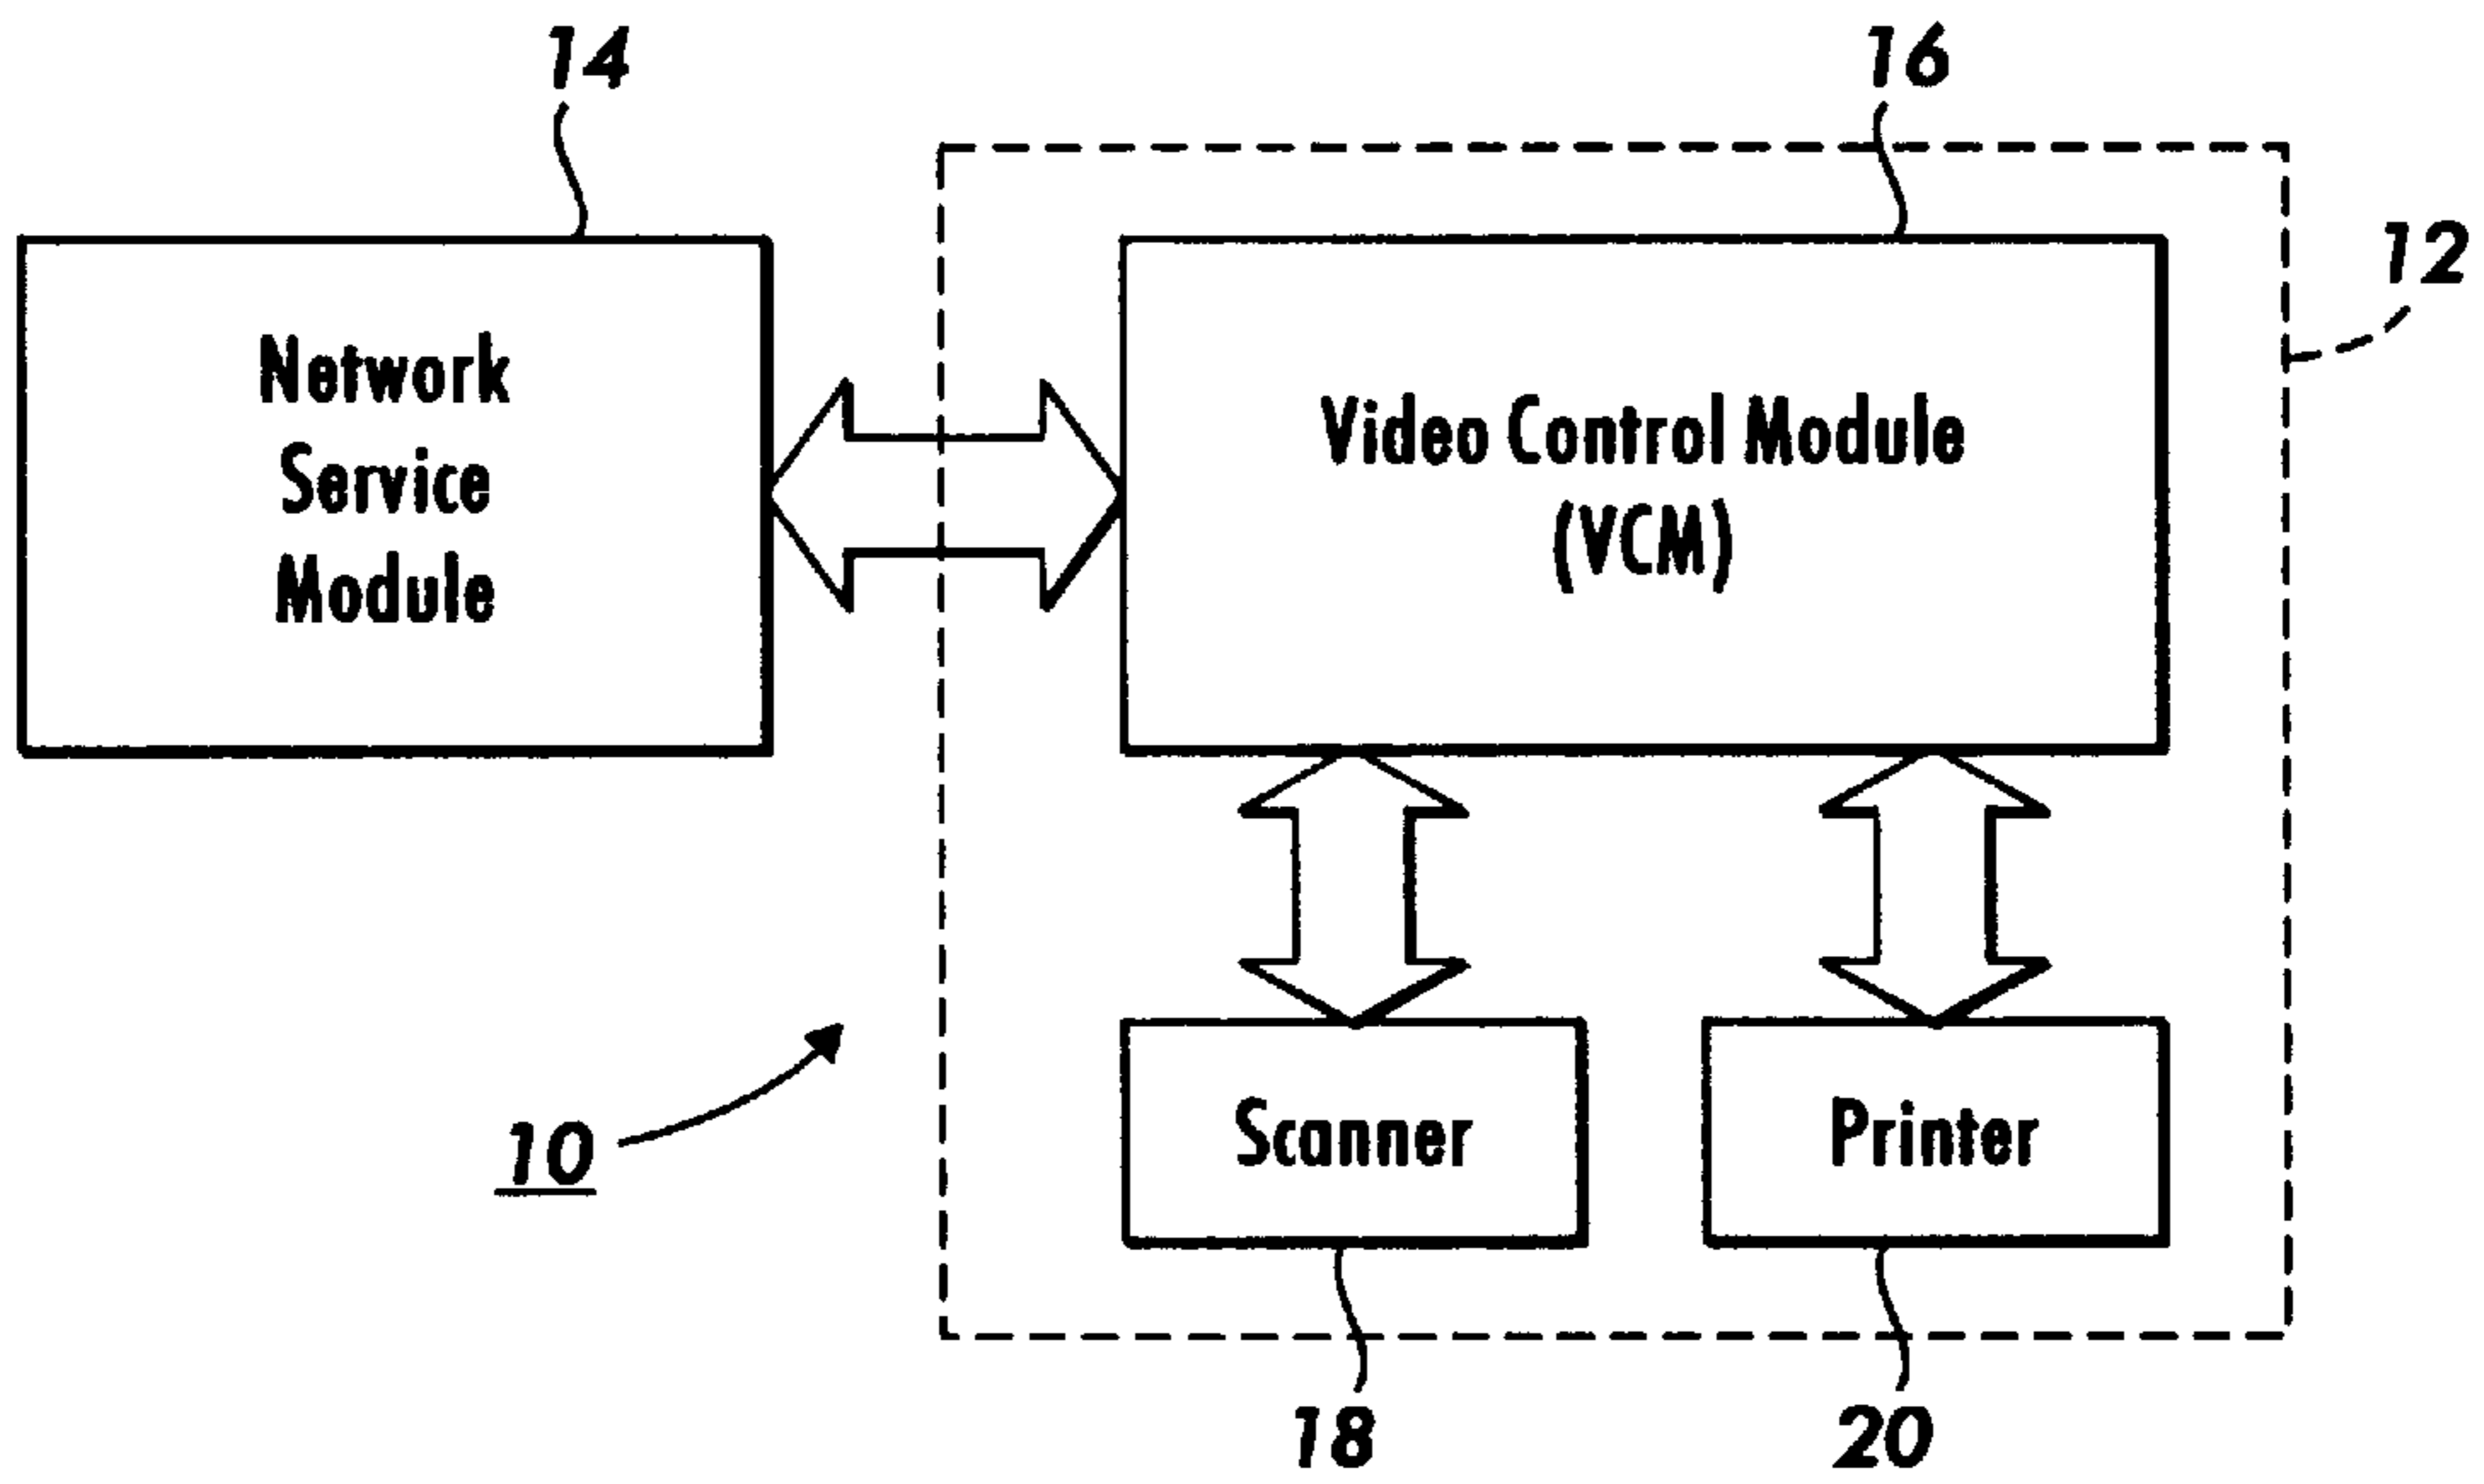 14
16
12
Network
Service
Module
Video Control Module
(VCM)
10
Scanner
Printer
18
20